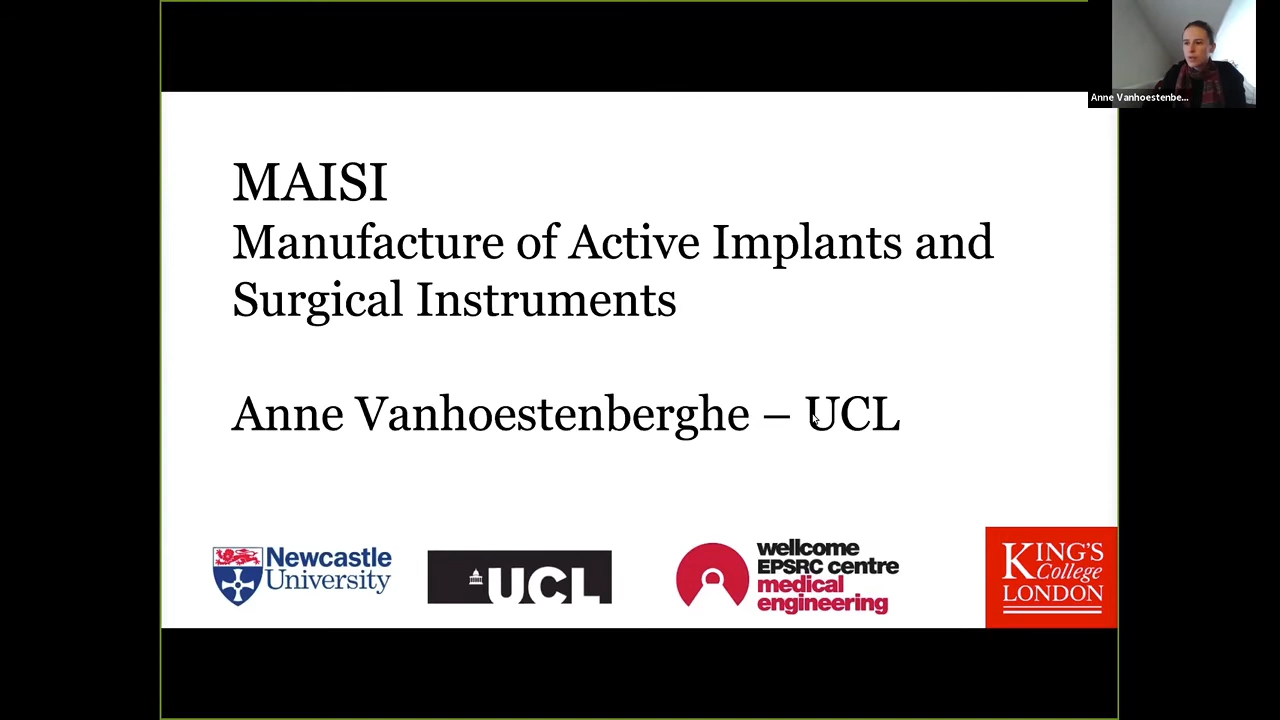 Anne Vanhoestenbe...
MAISI
Manufacture of Active Implants and
Surgical Instruments
Anne Vanhoestenberghe – UCL
Newcastle
University
UCL
wellcome
EPSRC centre
medical
engineering
KING'S
College
LONDON